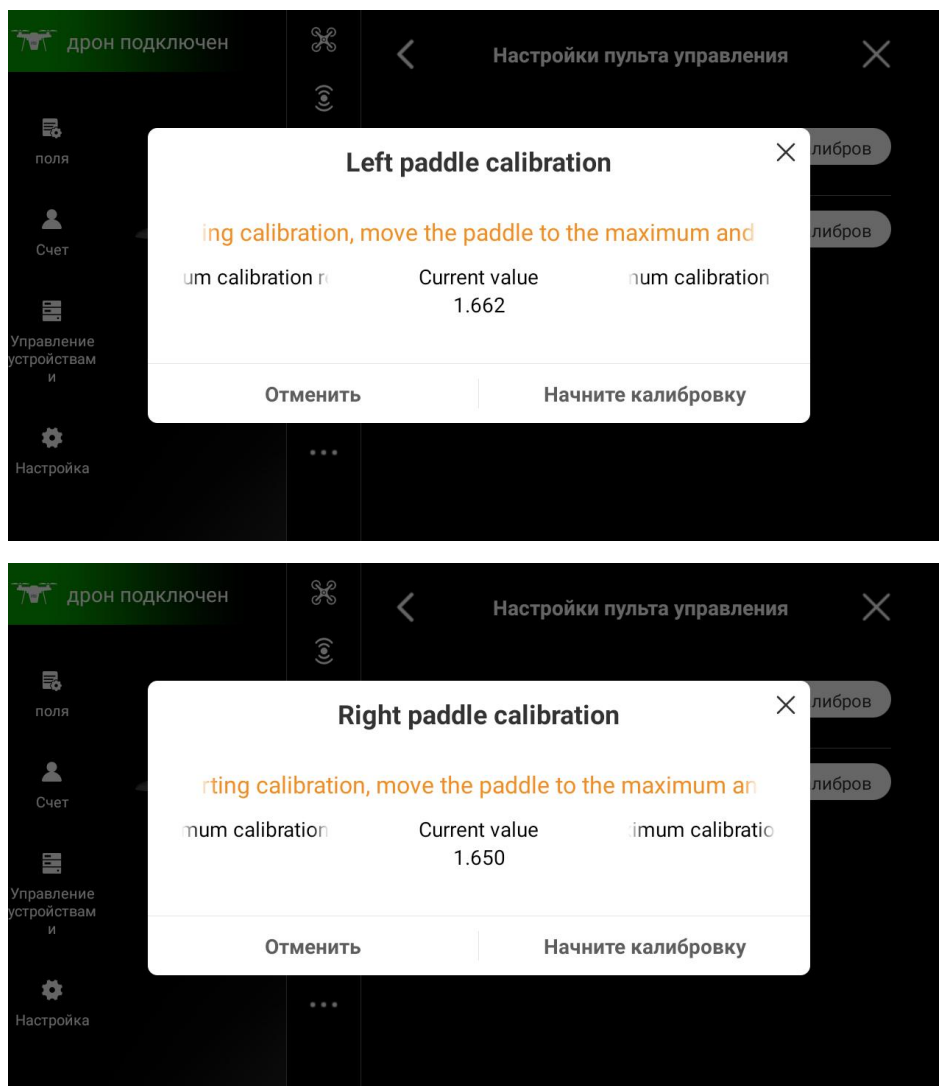 дрон подключен
Настройки пульта управления
поля
Left paddle calibration
либров
ing calibration, move the paddle to the maximum and
либров
Счет
um calibration r
Current value
num calibration
1.662
Управление
устройствам
и
Отменить
Начните калибровку
Настройка
дрон подключен
Настройки пульта управления
поля
Right paddle calibration
либров
rting calibration, move the paddle to the maximum an
либров
Счет
mum calibration
Current value
imum calibratio
1.650
Управление
устройствам
и
Отменить
Начните калибровку
Настройка